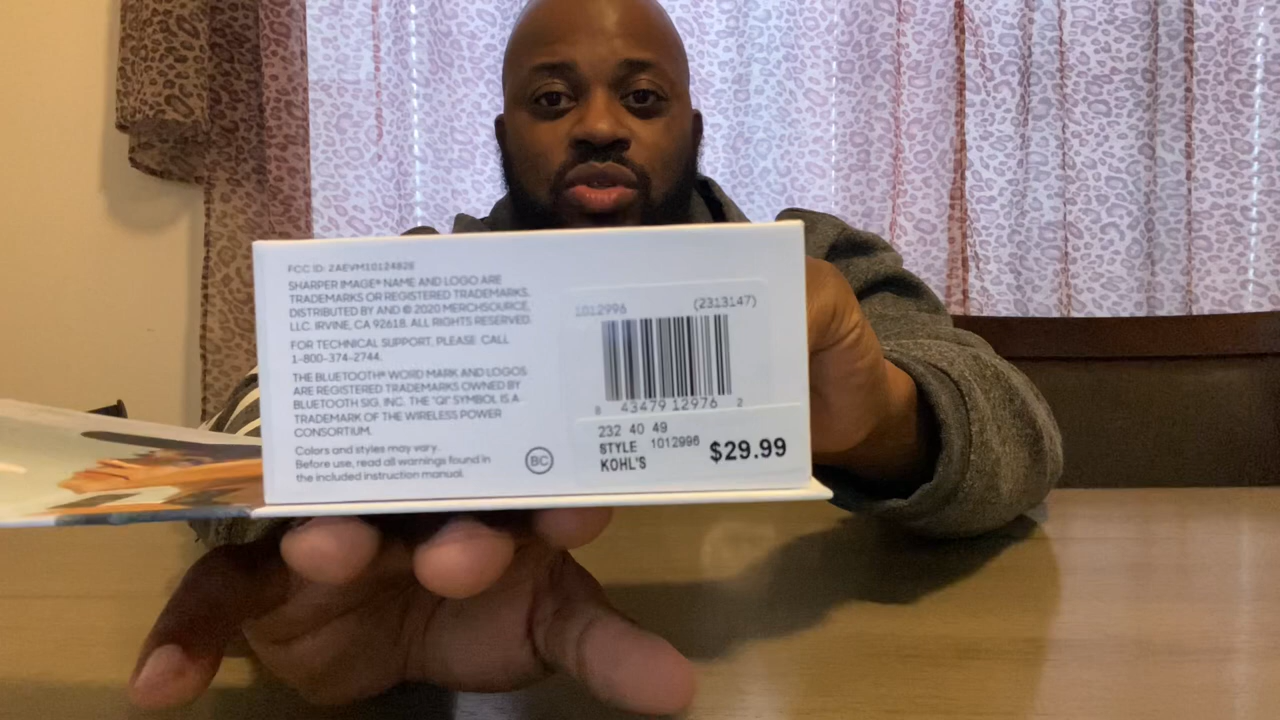 FCC ID: 2AEVM1012482E
SHARPER IMAGE® NAME AND LOGO ARE
TRADEMARKS OR REGISTERED TRADEMARKS.
DISTRIBUTED BY AND © 2020 MERCHSOURCE,
LLC. IRVINE, CA 92618. ALL RIGHTS RESERVED.
FOR TECHNICAL SUPPORT, PLEASE CALL
1-800-374-2744.
THE BLUETOOTH® WORD MARK AND LOGOS
ARE REGISTERED TRADEMARKS OWNED BY
BLUETOOTH SIG, INC. THE "QI" SYMBOL IS A
TRADEMARK OF THE WIRELESS POWER
CONSORTIUM.
Colors and styles may vary.
Before use, read all warnings found in
the included instruction manual.
BC
1012996 (2313147)
8 43479 12976 2
232 40 49
STYLE 1012996
KOHL'S $29.99